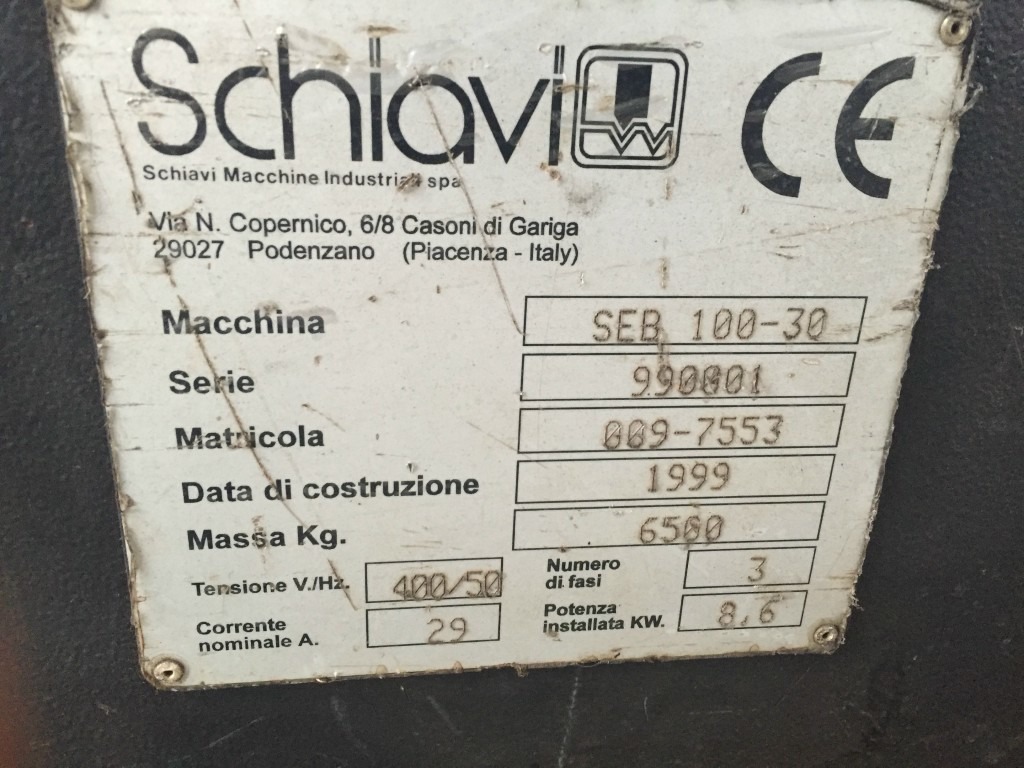 Schiavi
CE
Schiavi Macchine Industriali spa
Via N. Copernico, 6/8 Casoni di Gariga
29027 Podenzano (Piacenza - Italy)
Macchina SEB 100-30
Serie 990001
Matricola 009-7553
Data di costruzione 1999
Massa Kg. 6500
Tensione V./Hz. 400/50
Numero di fasi 3
Corrente nominale A. 29
Potenza installata KW. 8,6